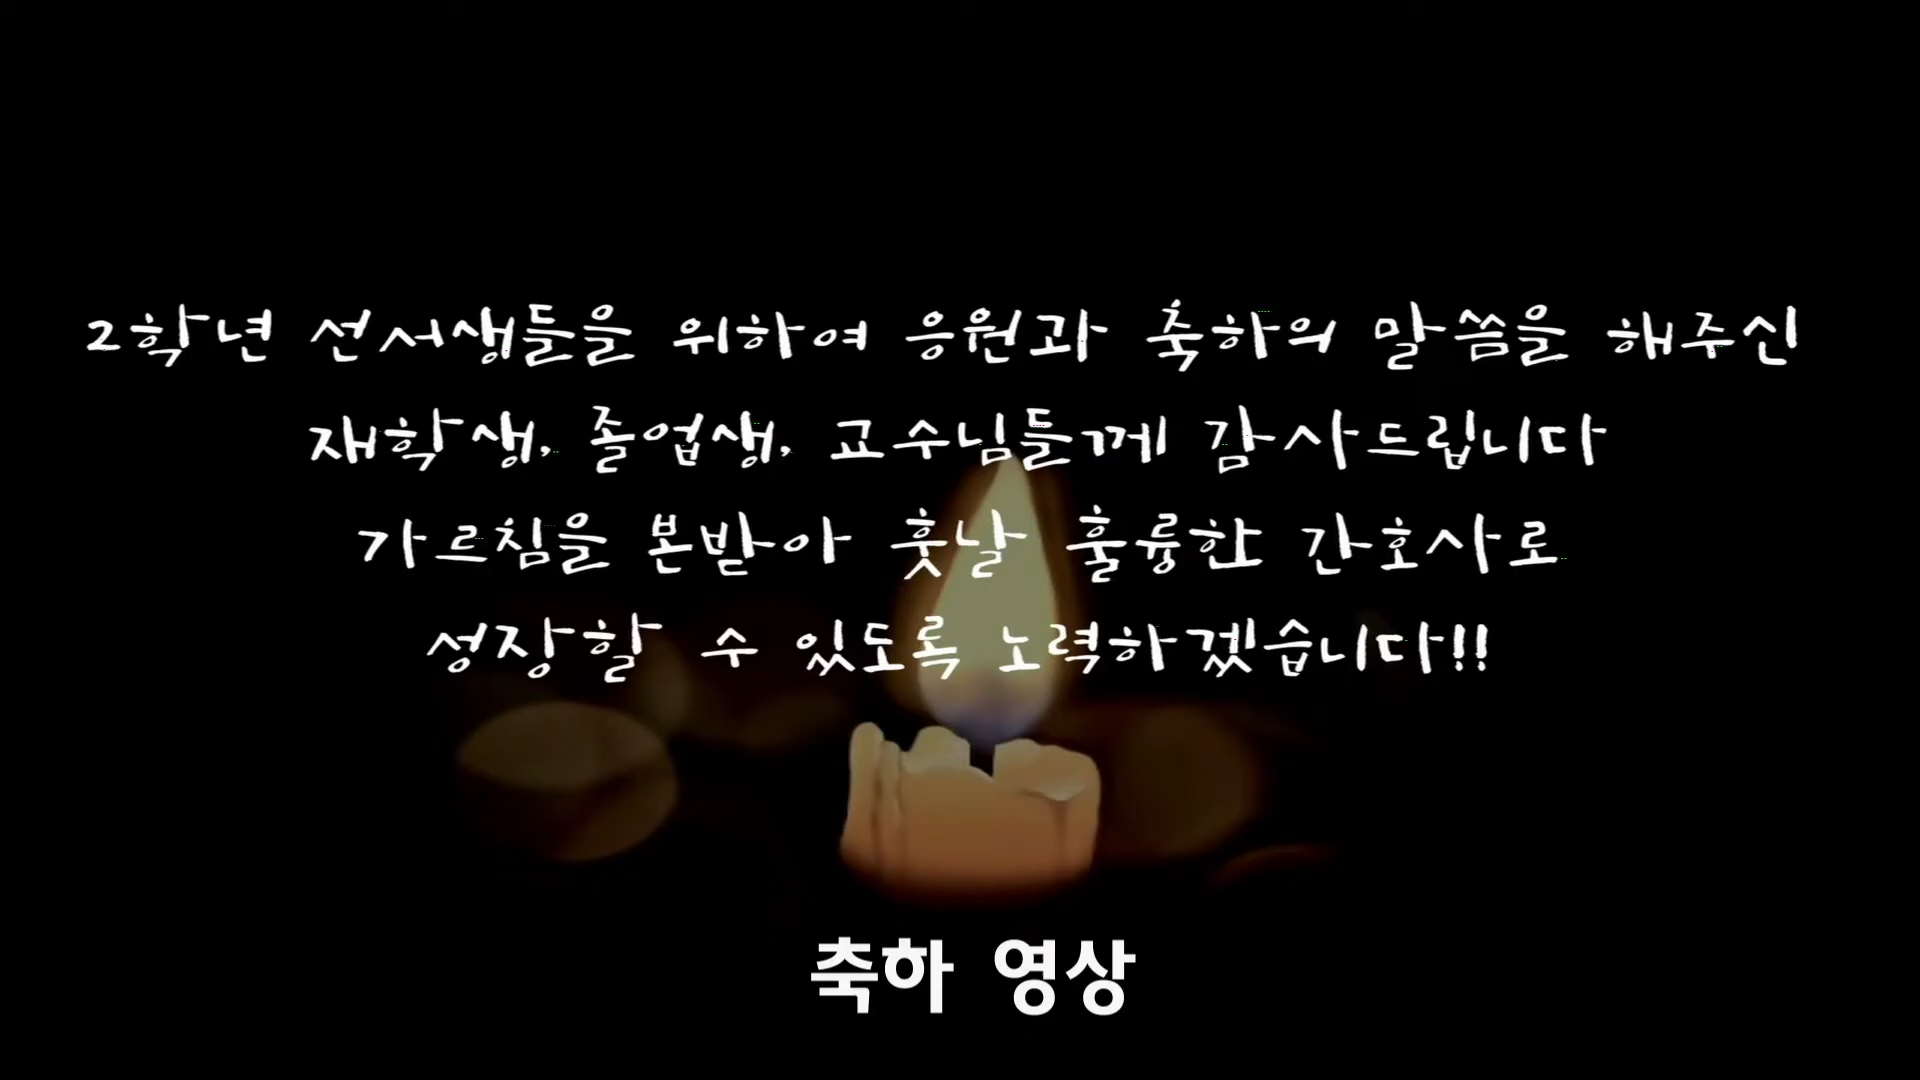 2학년 선서생들을 위하여 응원과 축하의 말씀을 해주신
재학생, 졸업생, 교수님들께 감사드립니다
가르침을 본받아 훗날 훌륭한 간호사로
성장할 수 있도록 노력하겠습니다!!
축하 영상